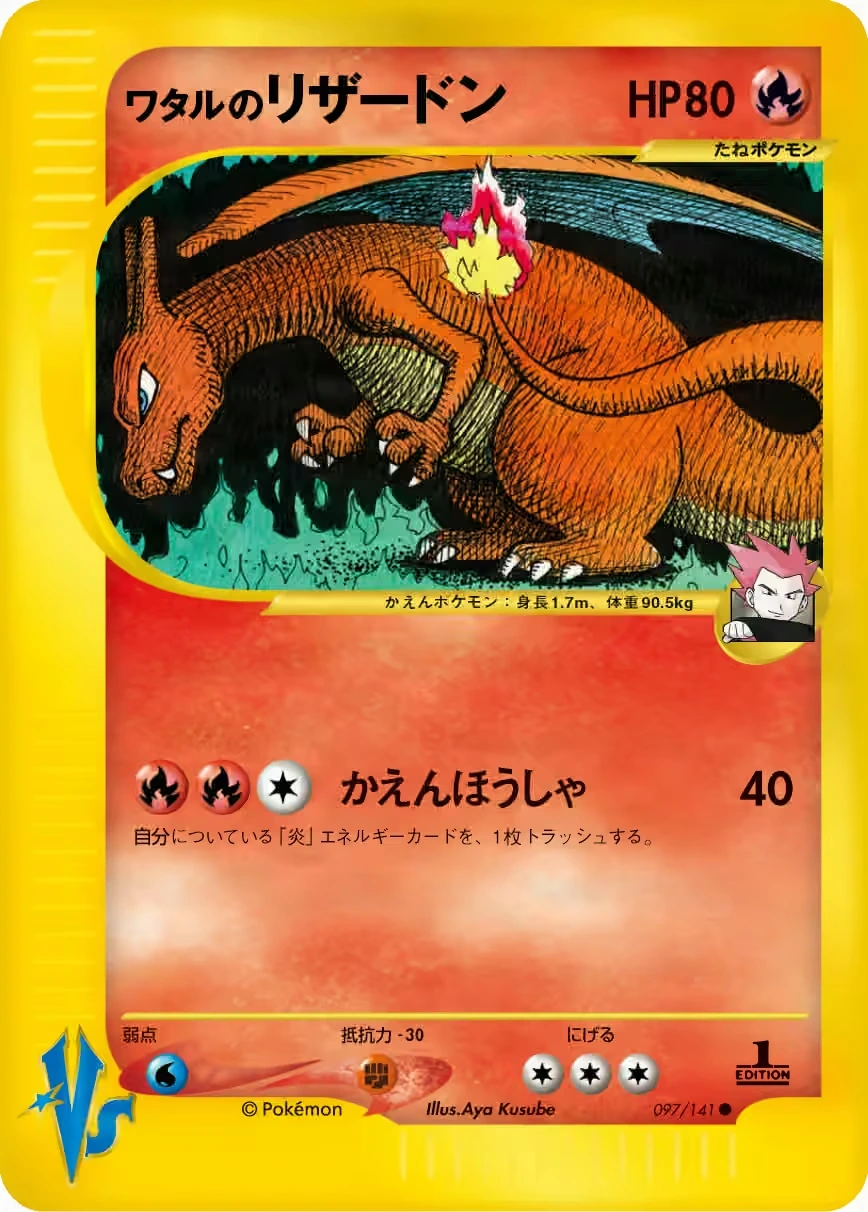 ワタルのリザードン HP80
たねポケモン
かえんポケモン：身長1.7m、体重90.5kg
かえんほうしゃ 40
自分についている「炎」エネルギーカードを、1枚トラッシュする。
弱点 抵抗力 -30 にげる
1
EDITION
VS
© Pokémon Illus.Aya Kusube 097/141●